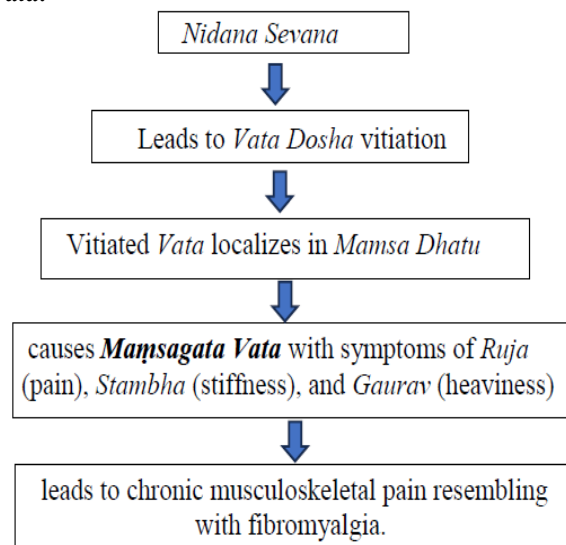 Nidana Sevana
Leads to Vata Dosha vitiation
Vitiated Vata localizes in Mamsa Dhatu
causes Maṃsagata Vata with symptoms of Ruja
(pain), Stambha (stiffness), and Gaurav (heaviness)
leads to chronic musculoskeletal pain resembling
with fibromyalgia.